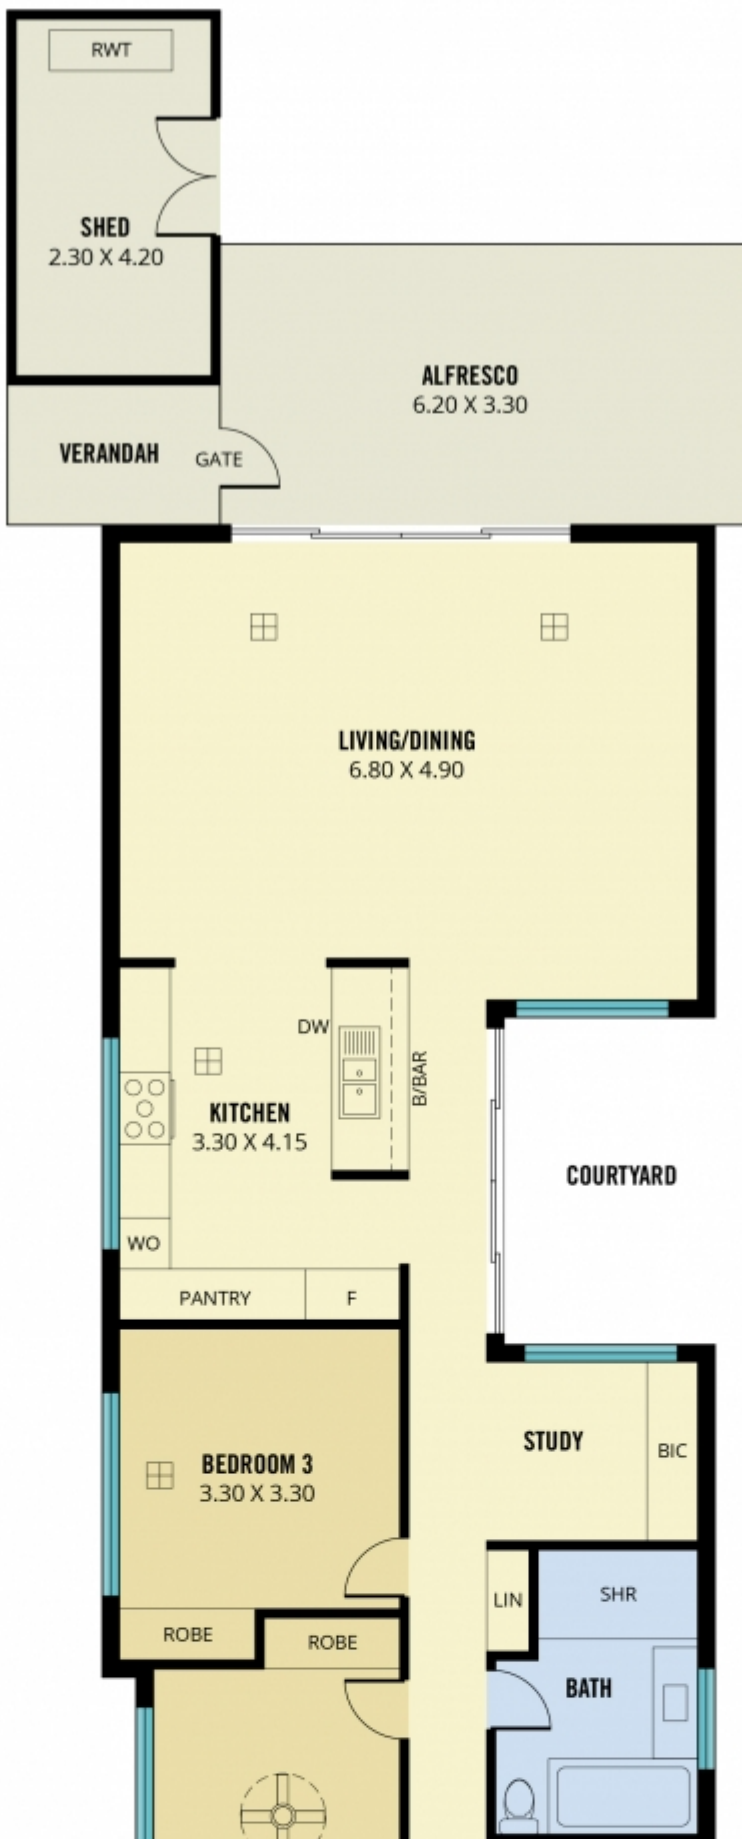 RWT
SHED
2.30 X 4.20
ALFRESCO
6.20 X 3.30
VERANDAH
GATE
LIVING/DINING
6.80 X 4.90
DW
B/BAR
KITCHEN
3.30 X 4.15
COURTYARD
WO
PANTRY
F
STUDY
BIC
BEDROOM 3
3.30 X 3.30
LIN
SHR
ROBE
ROBE
BATH